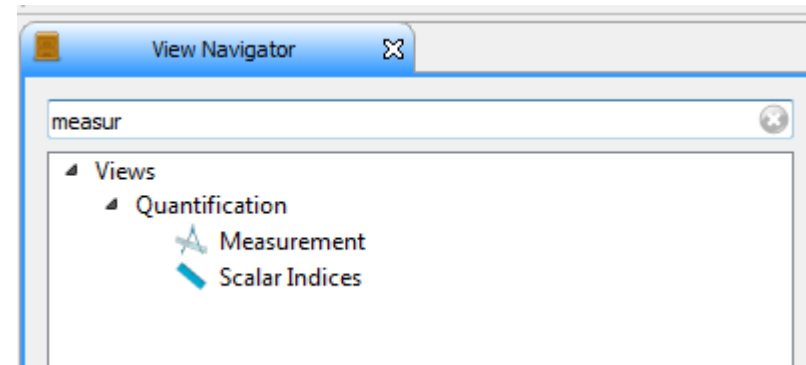 View Navigator
measur
Views
Quantification
Measurement
Scalar Indices